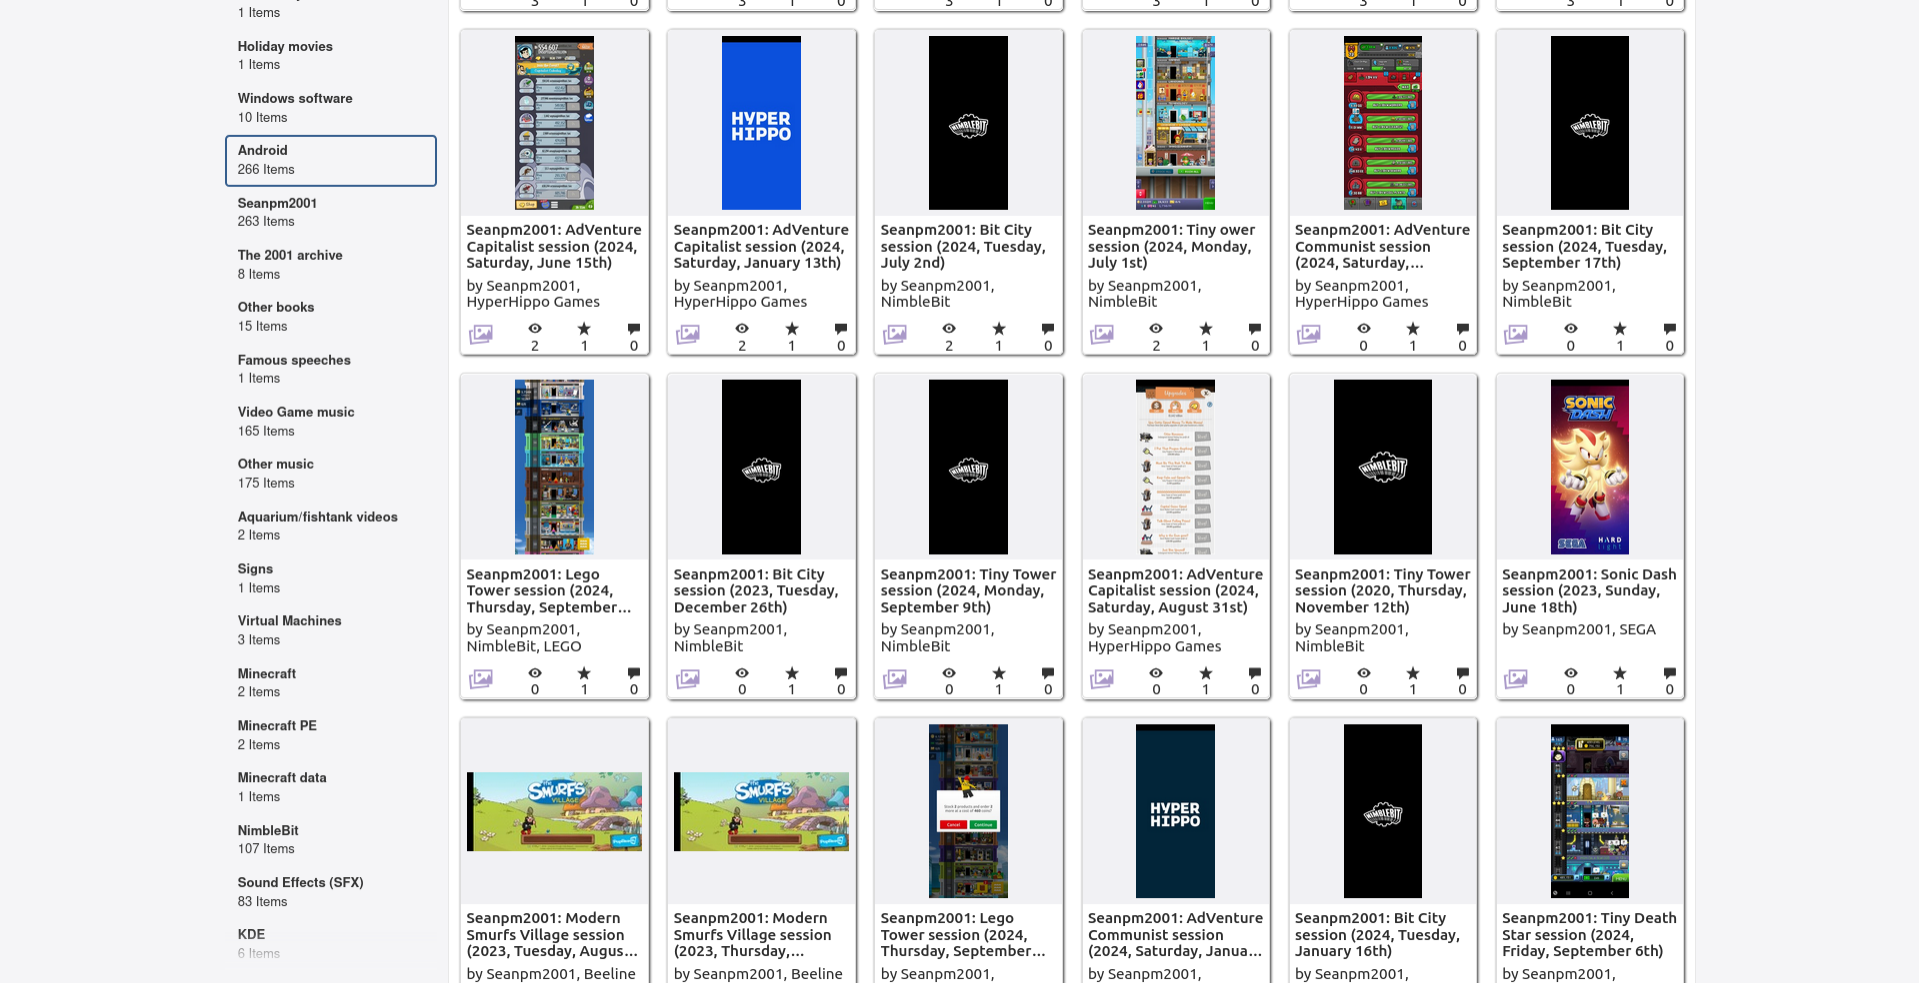 1 Items
Holiday movies
1 Items
Windows software
10 Items
Android
266 Items
Seanpm2001
263 Items
The 2001 archive
8 Items
Other books
15 Items
Famous speeches
1 Items
Video Game music
165 Items
Other music
175 Items
Aquarium/fishtank videos
2 Items
Signs
1 Items
Virtual Machines
3 Items
Minecraft
2 Items
Minecraft PE
2 Items
Minecraft data
1 Items
NimbleBit
107 Items
Sound Effects (SFX)
83 Items
KDE
6 Items
3 1 0
3 1 0
3 1 0
3 1 0
3 1 0
3 1 0
554.607
Seanpm2001: AdVenture
Capitalist session (2024,
Saturday, June 15th)
by Seanpm2001,
HyperHippo Games
2 1 0
HYPER
HIPPO
Seanpm2001: AdVenture
Capitalist session (2024,
Saturday, January 13th)
by Seanpm2001,
HyperHippo Games
2 1 0
NIMBLEBIT
Seanpm2001: Bit City
session (2024, Tuesday,
July 2nd)
by Seanpm2001,
NimbleBit
2 1 0
Seanpm2001: Tiny ower
session (2024, Monday,
July 1st)
by Seanpm2001,
NimbleBit
2 1 0
Seanpm2001: AdVenture
Communist session
(2024, Saturday,...
by Seanpm2001,
HyperHippo Games
0 1 0
NIMBLEBIT
Seanpm2001: Bit City
session (2024, Tuesday,
September 17th)
by Seanpm2001,
NimbleBit
0 1 0
Seanpm2001: Lego
Tower session (2024,
Thursday, September...
by Seanpm2001,
NimbleBit, LEGO
0 1 0
NIMBLEBIT
Seanpm2001: Bit City
session (2023, Tuesday,
December 26th)
by Seanpm2001,
NimbleBit
0 1 0
NIMBLEBIT
Seanpm2001: Tiny Tower
session (2024, Monday,
September 9th)
by Seanpm2001,
NimbleBit
0 1 0
Upgrades
Seanpm2001: AdVenture
Capitalist session (2024,
Saturday, August 31st)
by Seanpm2001,
HyperHippo Games
0 1 0
NIMBLEBIT
Seanpm2001: Tiny Tower
session (2020, Thursday,
November 12th)
by Seanpm2001,
NimbleBit
0 1 0
SONIC
DASH
SEGA HARD
light
Seanpm2001: Sonic Dash
session (2023, Sunday,
June 18th)
by Seanpm2001, SEGA
0 1 0
SMURFS
VILLAGE
Seanpm2001: Modern
Smurfs Village session
(2023, Tuesday, Augus...
by Seanpm2001, Beeline
SMURFS
VILLAGE
Seanpm2001: Modern
Smurfs Village session
(2023, Thursday,...
by Seanpm2001, Beeline
Cancel Continue
Seanpm2001: Lego
Tower session (2024,
Thursday, September...
by Seanpm2001,
HYPER
HIPPO
Seanpm2001: AdVenture
Communist session
(2024, Saturday, Janua...
by Seanpm2001,
NIMBLEBIT
Seanpm2001: Bit City
session (2024, Tuesday,
January 16th)
by Seanpm2001,
Seanpm2001: Tiny Death
Star session (2024,
Friday, September 6th)
by Seanpm2001,